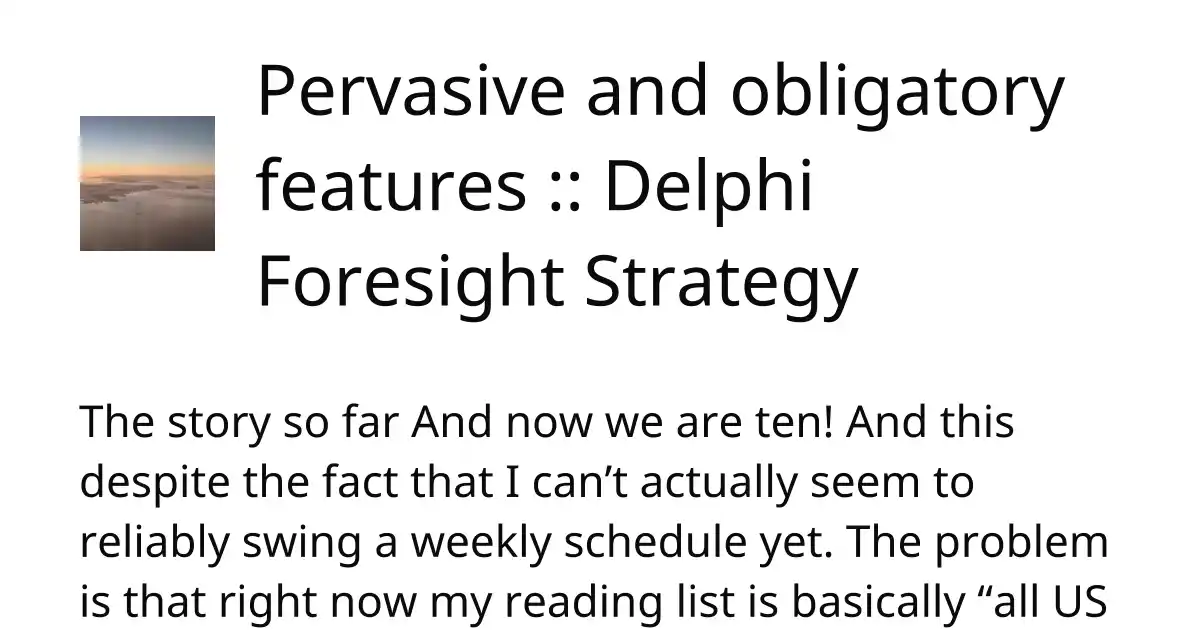 Pervasive and obligatory
features :: Delphi
Foresight Strategy
The story so far And now we are ten! And this
despite the fact that I can’t actually seem to
reliably swing a weekly schedule yet. The problem
is that right now my reading list is basically “all US